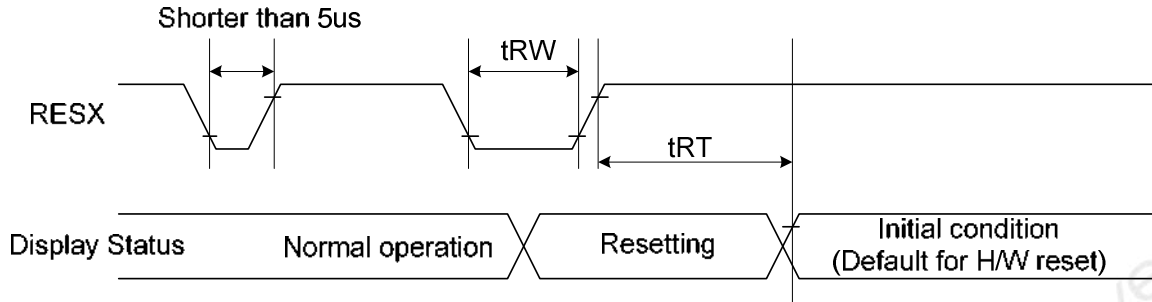 Shorter than 5us
tRW
RESX
tRT
Display Status
Normal operation
Resetting
Initial condition
(Default for H/W reset)